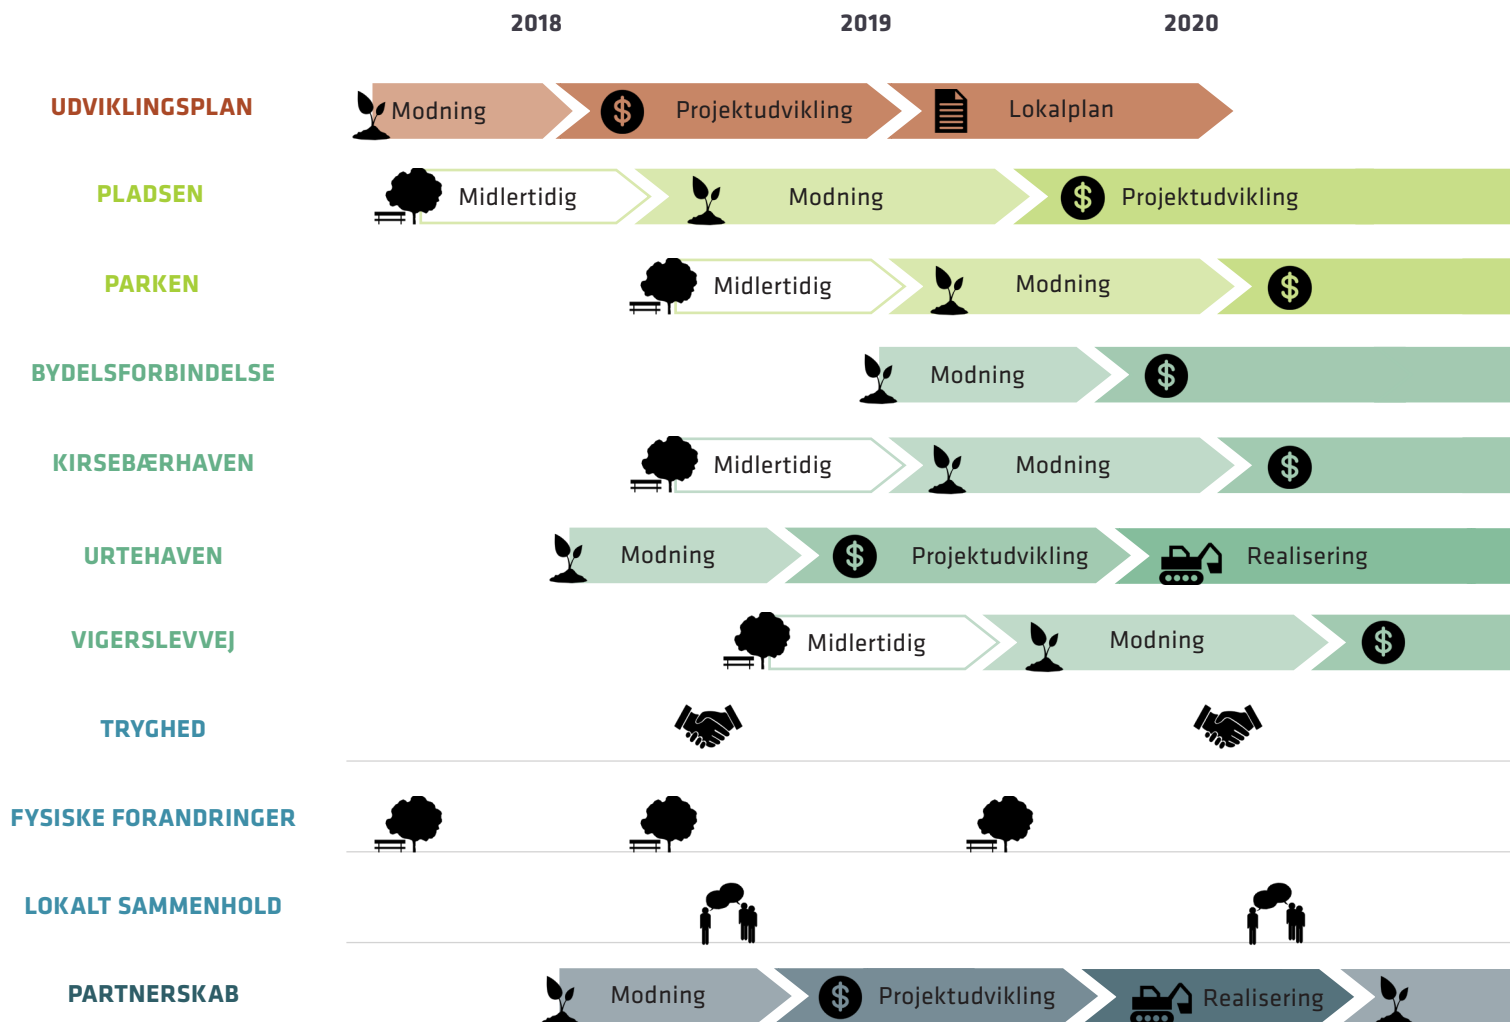 2018 2019 2020
UDVIKLINGSPLAN Modning $ Projektudvikling Lokalplan
PLADSEN Midlertidig Modning $ Projektudvikling
PARKEN Midlertidig Modning $
BYDELSFORBINDELSE Modning $
KIRSEBÆRHAVEN Midlertidig Modning $
URTEHAVEN Modning $ Projektudvikling Realisering
VIGERSLEVVEJ Midlertidig Modning $
TRYGHED
FYSISKE FORANDRINGER
LOKALT SAMMENHOLD
PARTNERSKAB Modning $ Projektudvikling Realisering